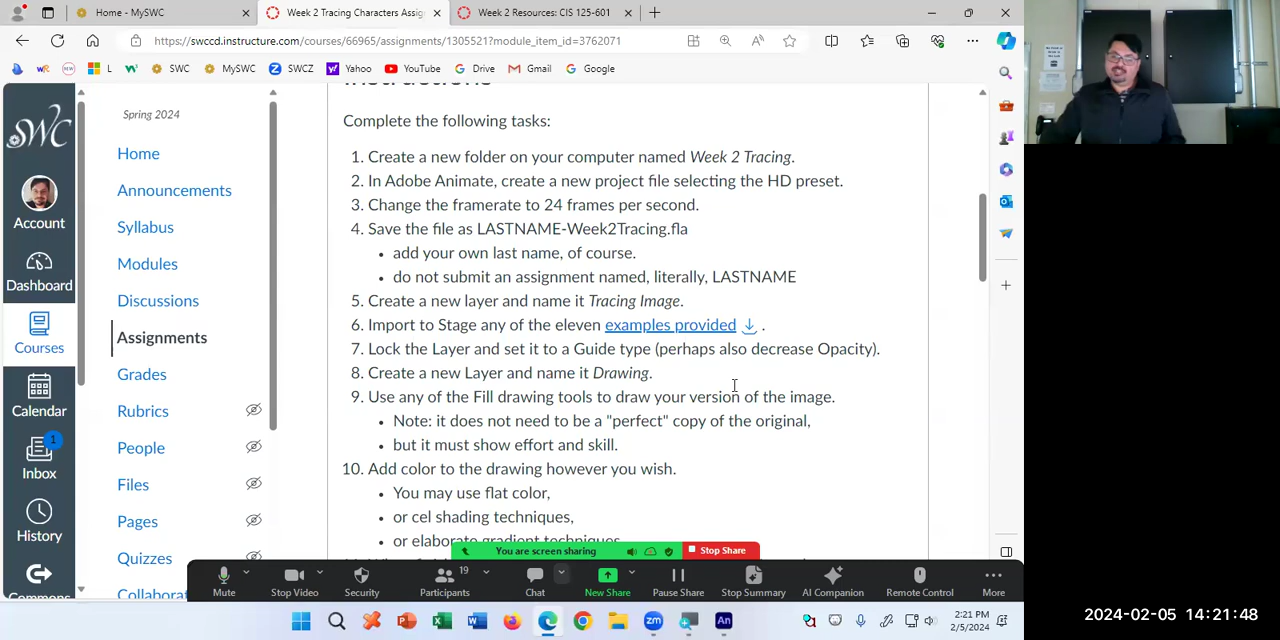 Home - MySWC
Week 2 Tracing Characters Assig
Week 2 Resources: CIS 125-601
https://swccd.instructure.com/courses/66965/assignments/1305521?module_item_id=3762071
L
SWC
MySWC
SWCZ
Yahoo
YouTube
Drive
Gmail
Google
SWC
Account
Dashboard
Courses
Calendar
1
Inbox
History
Commons
Spring 2024
Home
Announcements
Syllabus
Modules
Discussions
Assignments
Grades
Rubrics
People
Files
Pages
Quizzes
Collabora
Instructions
Complete the following tasks:
1. Create a new folder on your computer named Week 2 Tracing.
2. In Adobe Animate, create a new project file selecting the HD preset.
3. Change the framerate to 24 frames per second.
4. Save the file as LASTNAME-Week2Tracing.fla
• add your own last name, of course.
• do not submit an assignment named, literally, LASTNAME
5. Create a new layer and name it Tracing Image.
6. Import to Stage any of the eleven examples provided .
7. Lock the Layer and set it to a Guide type (perhaps also decrease Opacity).
8. Create a new Layer and name it Drawing.
9. Use any of the Fill drawing tools to draw your version of the image.
• Note: it does not need to be a "perfect" copy of the original,
• but it must show effort and skill.
10. Add color to the drawing however you wish.
• You may use flat color,
• or cel shading techniques,
• or elaborate gradient techniques
You are screen sharing
Stop Share
Mute
Stop Video
Security
19
Participants
Chat
New Share
Pause Share
Stop Summary
AI Companion
Remote Control
More
2:21 PM
2/5/2024
2024-02-05 14:21:48